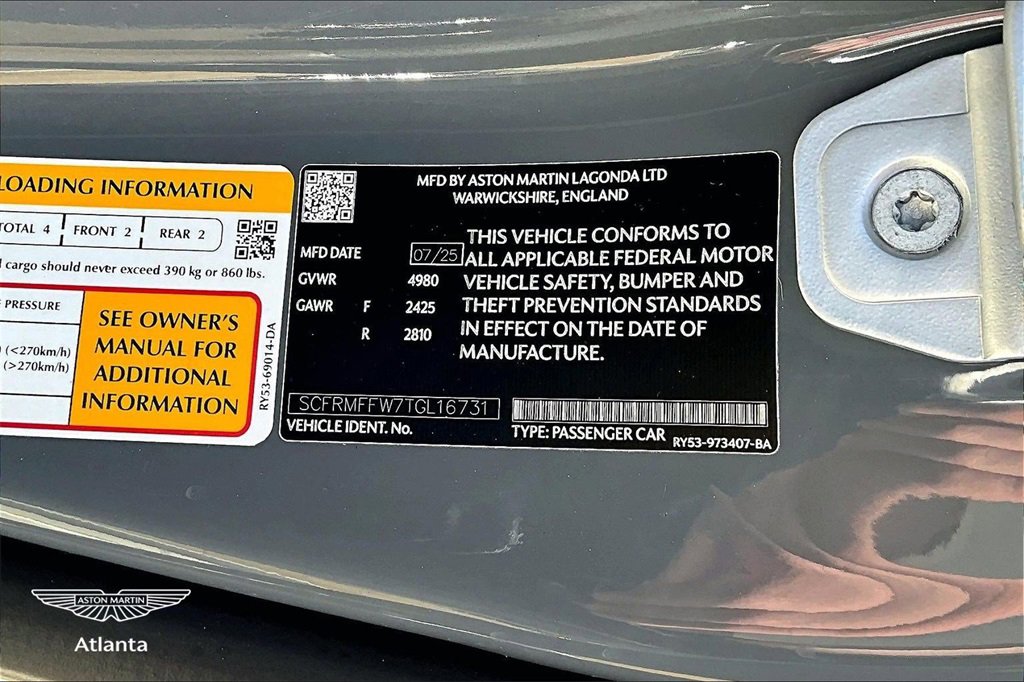 LOADING INFORMATION
TOTAL 4 FRONT 2 REAR 2
cargo should never exceed 390 kg or 860 lbs.
PRESSURE
(<270km/h)
(>270km/h)
SEE OWNER'S
MANUAL FOR
ADDITIONAL
INFORMATION
RY53-69014-DA
MFD BY ASTON MARTIN LAGONDA LTD
WARWICKSHIRE, ENGLAND
MFD DATE 07/25
GVWR 4980
GAWR F 2425
R 2810
THIS VEHICLE CONFORMS TO
ALL APPLICABLE FEDERAL MOTOR
VEHICLE SAFETY, BUMPER AND
THEFT PREVENTION STANDARDS
IN EFFECT ON THE DATE OF
MANUFACTURE.
SCFRMFFW7TGL16731
VEHICLE IDENT. No.
TYPE: PASSENGER CAR
RY53-973407-BA
ASTON MARTIN
Atlanta